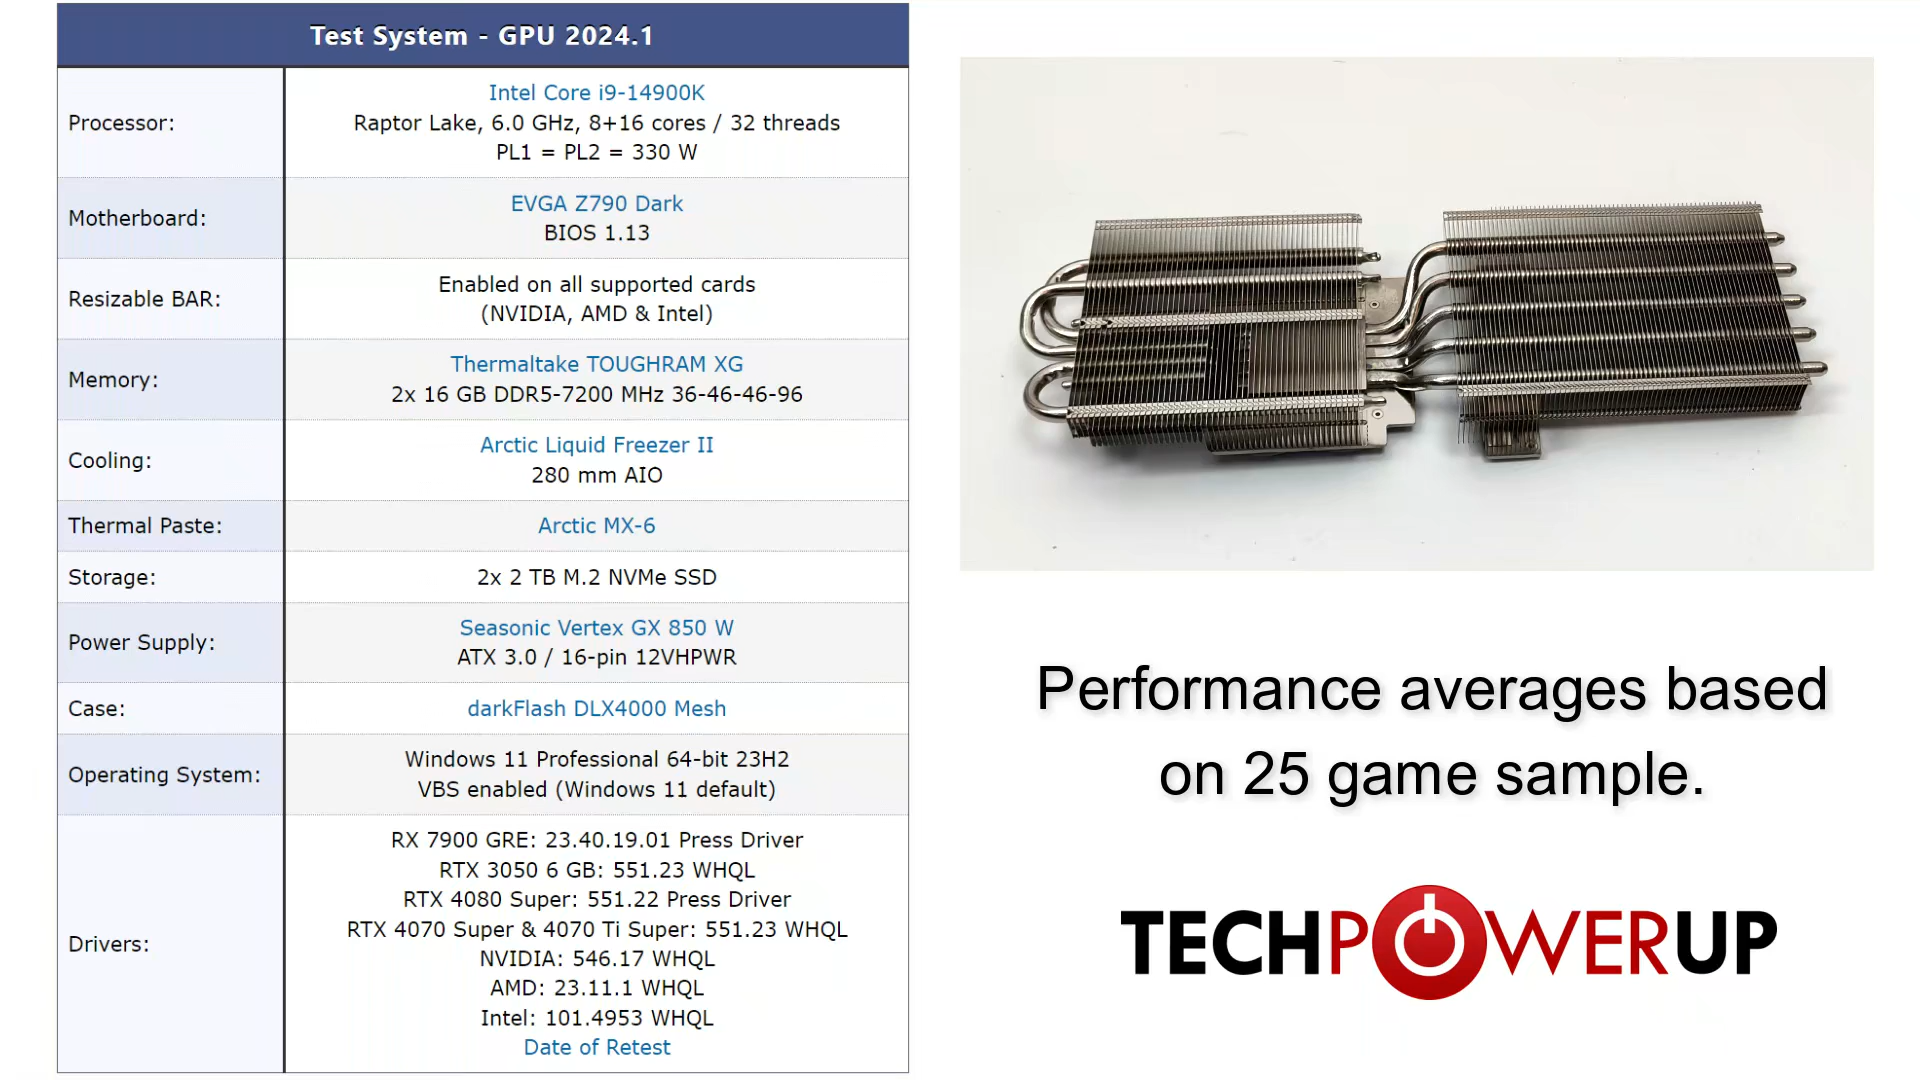 Test System - GPU 2024.1
Processor:
Intel Core i9-14900K
Raptor Lake, 6.0 GHz, 8+16 cores / 32 threads
PL1 = PL2 = 330 W
Motherboard:
EVGA Z790 Dark
BIOS 1.13
Resizable BAR:
Enabled on all supported cards
(NVIDIA, AMD & Intel)
Memory:
Thermaltake TOUGHRAM XG
2x 16 GB DDR5-7200 MHz 36-46-46-96
Cooling:
Arctic Liquid Freezer II
280 mm AIO
Thermal Paste:
Arctic MX-6
Storage:
2x 2 TB M.2 NVMe SSD
Power Supply:
Seasonic Vertex GX 850 W
ATX 3.0 / 16-pin 12VHPWR
Case:
darkFlash DLX4000 Mesh
Operating System:
Windows 11 Professional 64-bit 23H2
VBS enabled (Windows 11 default)
Drivers:
RX 7900 GRE: 23.40.19.01 Press Driver
RTX 3050 6 GB: 551.23 WHQL
RTX 4080 Super: 551.22 Press Driver
RTX 4070 Super & 4070 Ti Super: 551.23 WHQL
NVIDIA: 546.17 WHQL
AMD: 23.11.1 WHQL
Intel: 101.4953 WHQL
Date of Retest
Performance averages based
on 25 game sample.
TECHPOWERUP